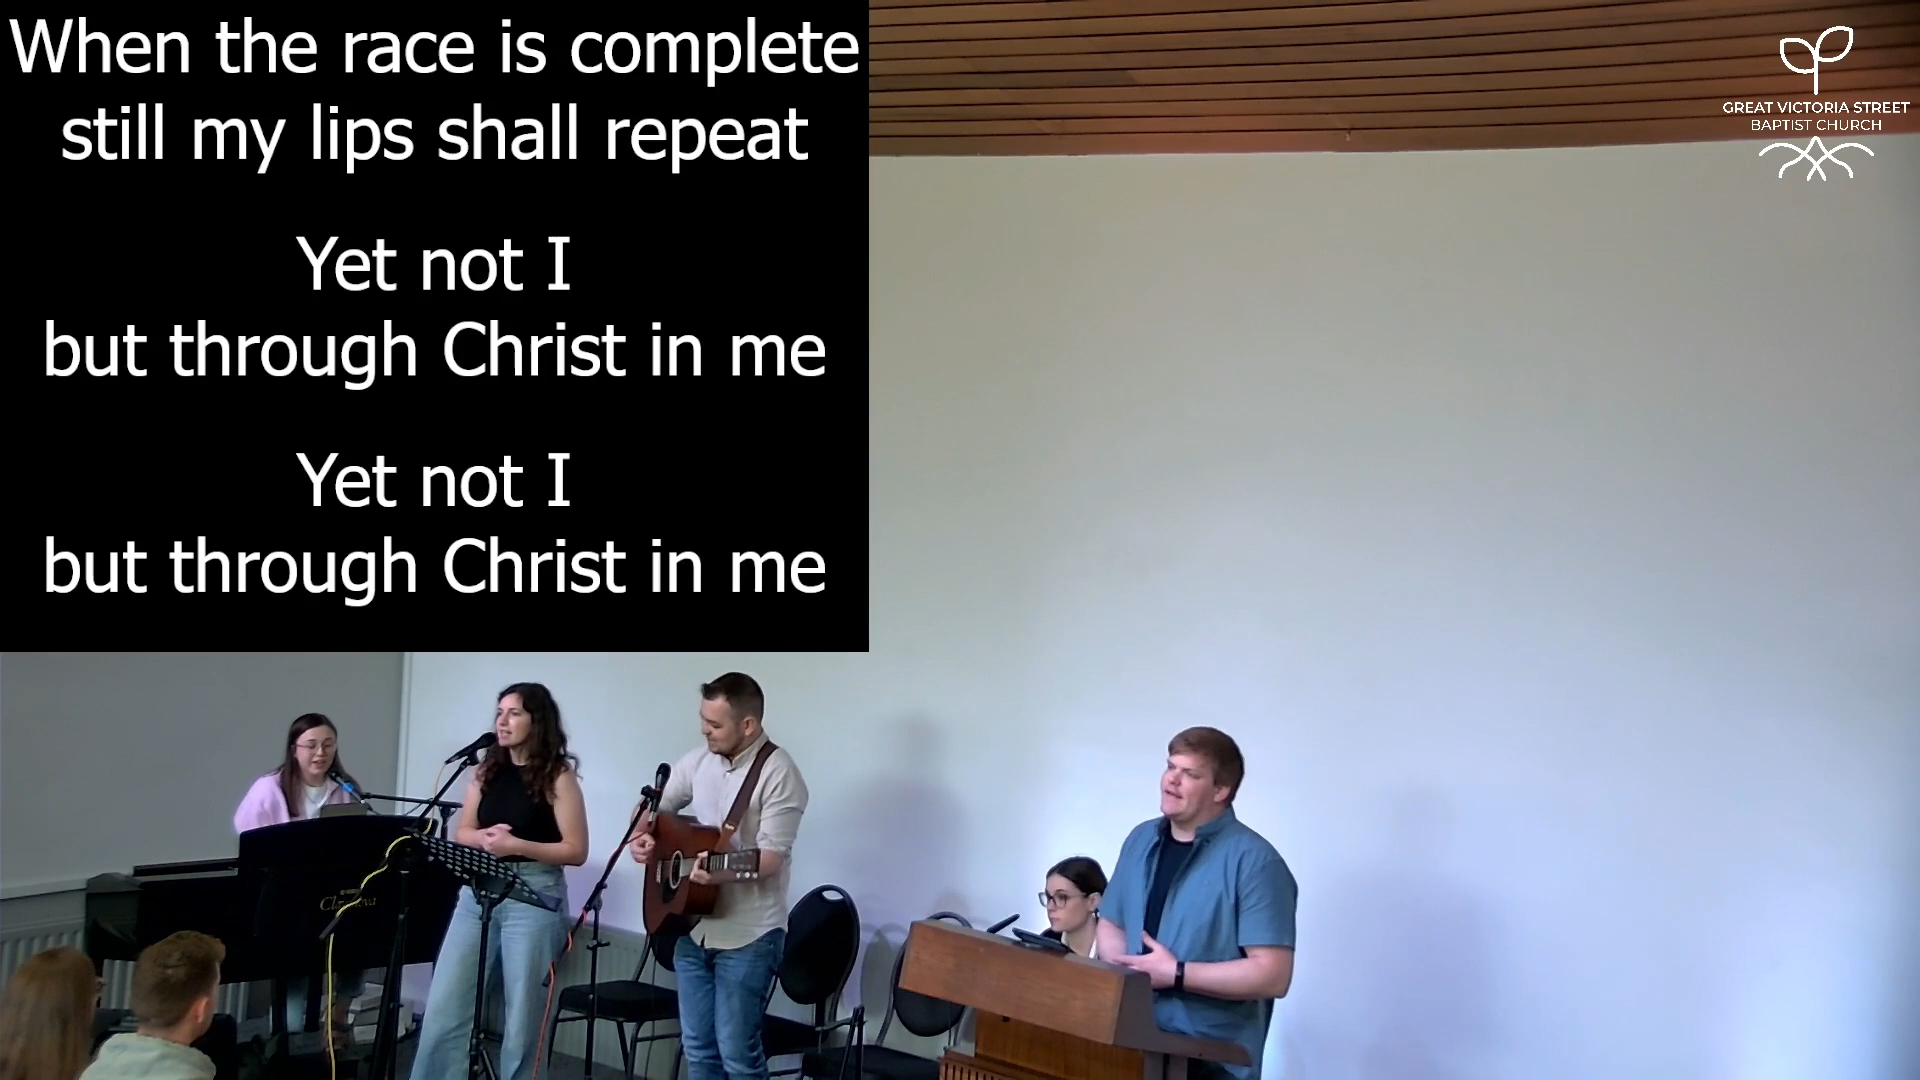 When the race is complete
still my lips shall repeat
Yet not I
but through Christ in me
Yet not I
but through Christ in me
GREAT VICTORIA STREET
BAPTIST CHURCH
Clavinova